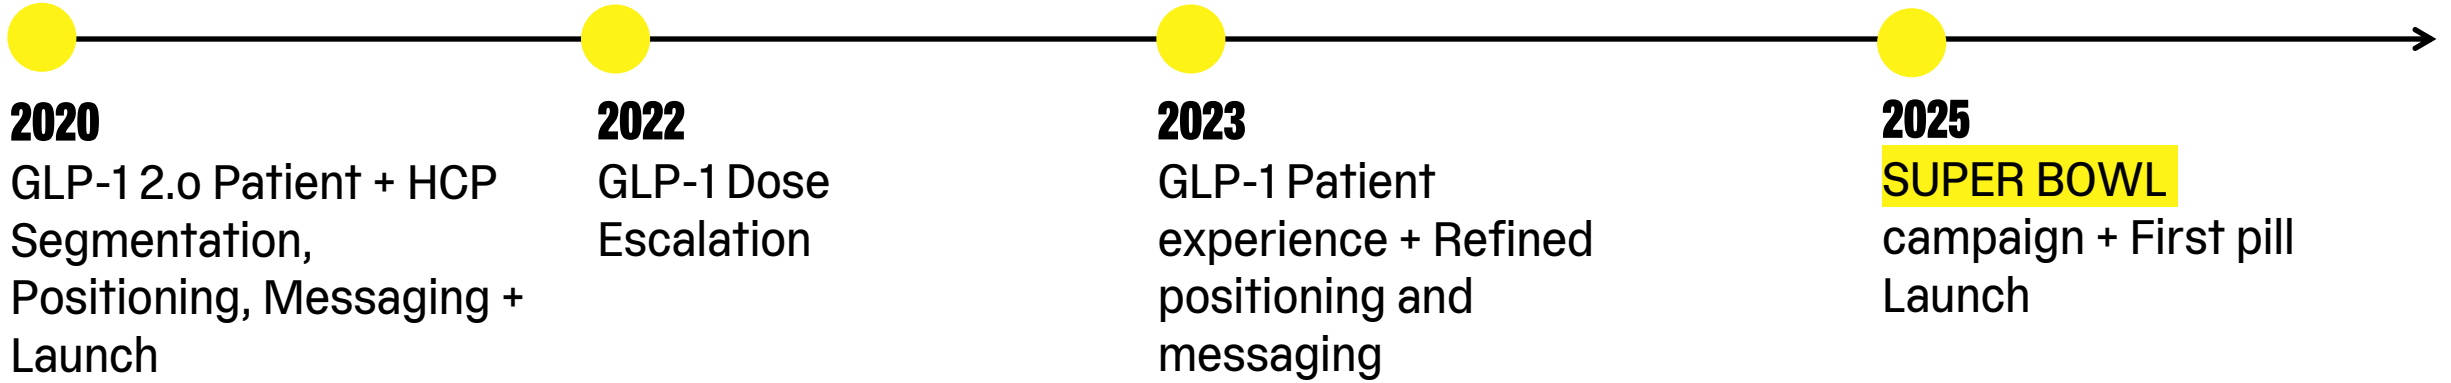 2020
GLP-1 2.o Patient + HCP
Segmentation,
Positioning, Messaging +
Launch
2022
GLP-1 Dose
Escalation
2023
GLP-1 Patient
experience + Refined
positioning and
messaging
2025
SUPER BOWL
campaign + First pill
Launch